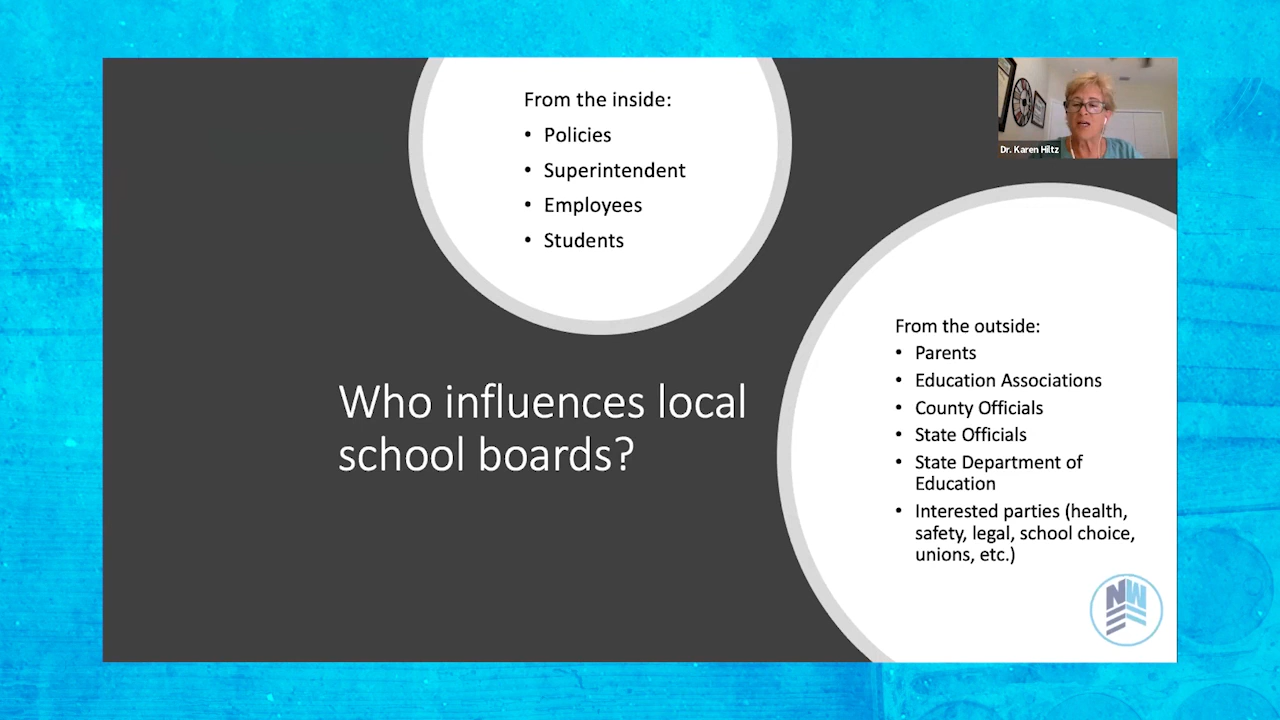 From the inside:
• Policies
• Superintendent
• Employees
• Students
Dr. Karen Hiltz
Who influences local
school boards?
From the outside:
• Parents
• Education Associations
• County Officials
• State Officials
• State Department of
Education
• Interested parties (health,
safety, legal, school choice,
unions, etc.)
NW